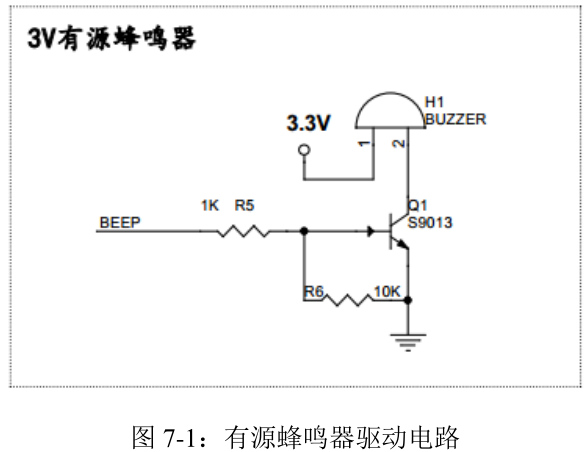 3V有源蜂鸣器
H1
BUZZER
3.3V
1
2
1K R5
Q1
S9013
BEEP
R6
10K
图 7-1：有源蜂鸣器驱动电路